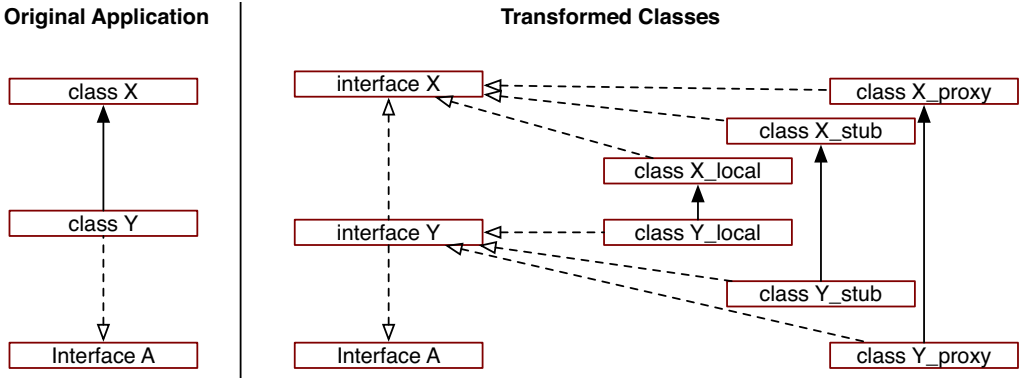 Original Application
Transformed Classes
class X
class Y
Interface A
interface X
class X_proxy
class X_stub
class X_local
interface Y
class Y_local
class Y_stub
Interface A
class Y_proxy